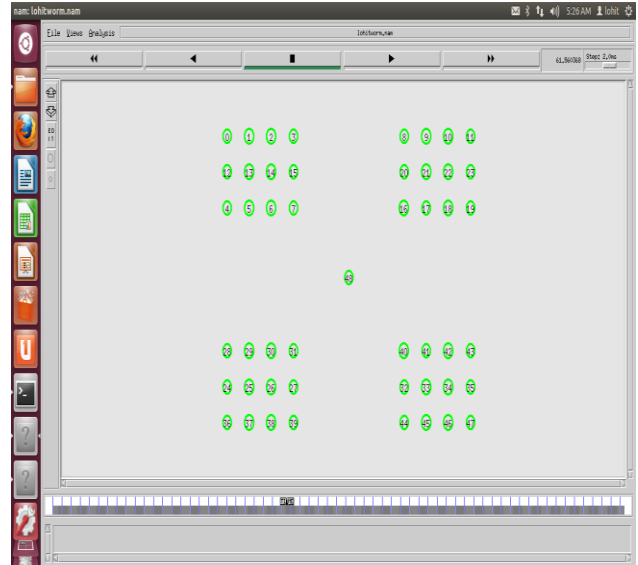 nam: lohitworm.nam 5:26 AM lohit
File Views Analysis lohitworm.nam
Step: 2.0ms
0 1 2 3 8 9 10 11
12 13 14 15 20 21 22 23
4 5 6 7 16 17 18 19
48
28 29 30 31 40 41 42 43
24 25 26 27 32 33 34 35
36 37 38 39 44 45 46 47